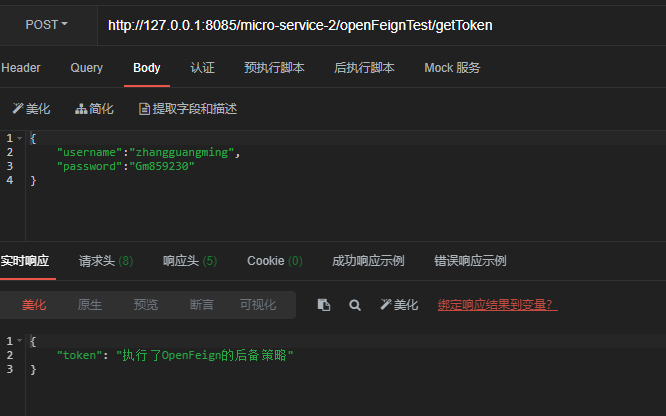 POST http://127.0.0.1:8085/micro-service-2/openFeignTest/getToken
Header Query Body 认证 预执行脚本 后执行脚本 Mock 服务
美化 简化 提取字段和描述
1 {
2 "username":"zhangguangming",
3 "password":"Gm859230"
4 }
实时响应 请求头 (8) 响应头 (5) Cookie (0) 成功响应示例 错误响应示例
美化 原生 预览 断言 可视化 美化 绑定响应结果到变量?
1 {
2 "token": "执行了OpenFeign的后备策略"
3 }